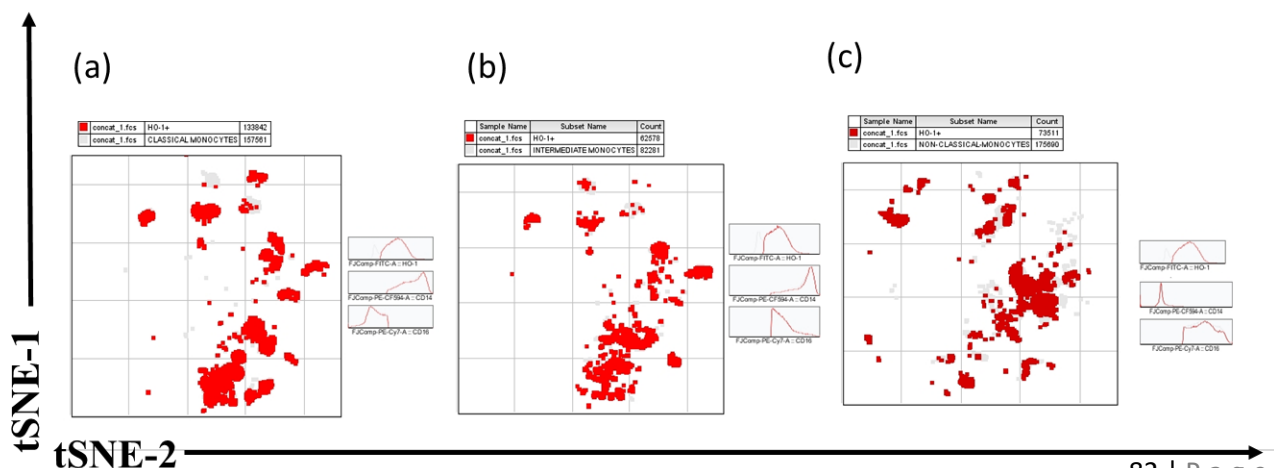 (a)
concat_1.fcs HO-1+ 133842
concat_1.fcs CLASSICAL MONOCYTES 157561
FJComp-FITC-A :: HO-1
FJComp-PE-CF594-A :: CD14
FJComp-PE-Cy7-A :: CD16
(b)
Sample Name Subset Name Count
concat_1.fcs HO-1+ 62578
concat_1.fcs INTERMEDIATE MONOCYTES 82281
FJComp-FITC-A :: HO-1
FJComp-PE-CF594-A :: CD14
FJComp-PE-Cy7-A :: CD16
(c)
Sample Name Subset Name Count
concat_1.fcs HO-1+ 73511
concat_1.fcs NON-CLASSICAL-MONOCYTES 175690
FJComp-FITC-A :: HO-1
FJComp-PE-CF594-A :: CD14
FJComp-PE-Cy7-A :: CD16
tSNE-1
tSNE-2